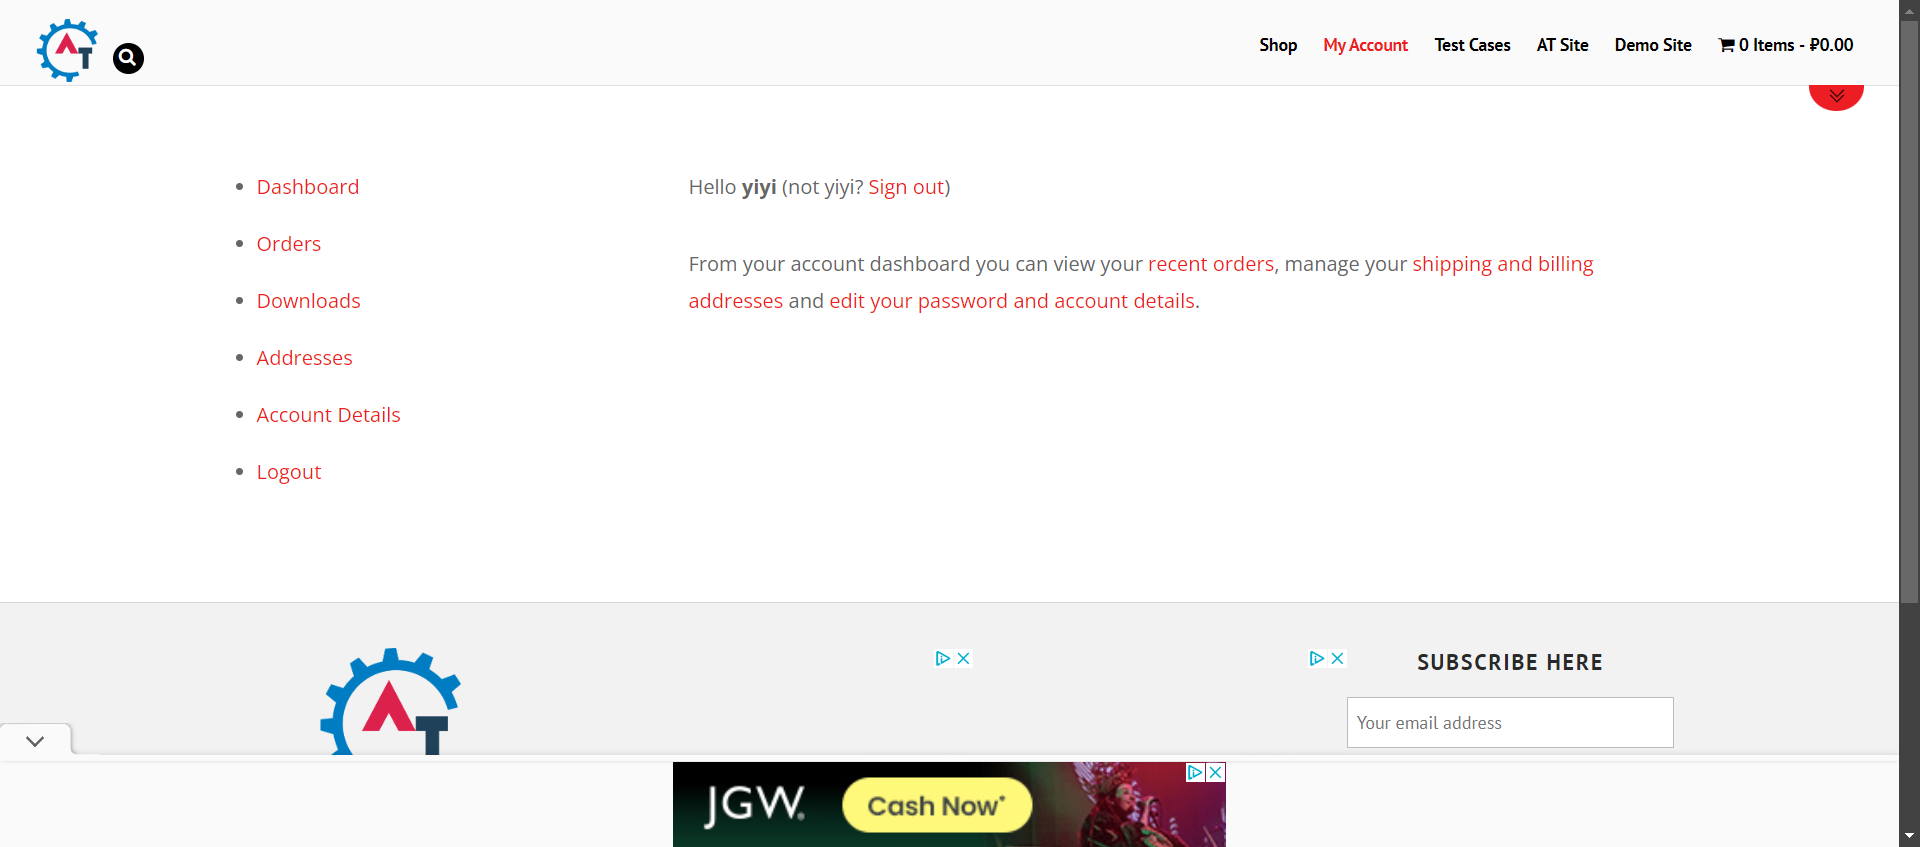 AT
Shop
My Account
Test Cases
AT Site
Demo Site
0 Items - ₽0.00
Dashboard
Orders
Downloads
Addresses
Account Details
Logout
Hello yiyi (not yiyi? Sign out)
From your account dashboard you can view your recent orders, manage your shipping and billing
addresses and edit your password and account details.
AT
SUBSCRIBE HERE
Your email address
JGW.
Cash Now*